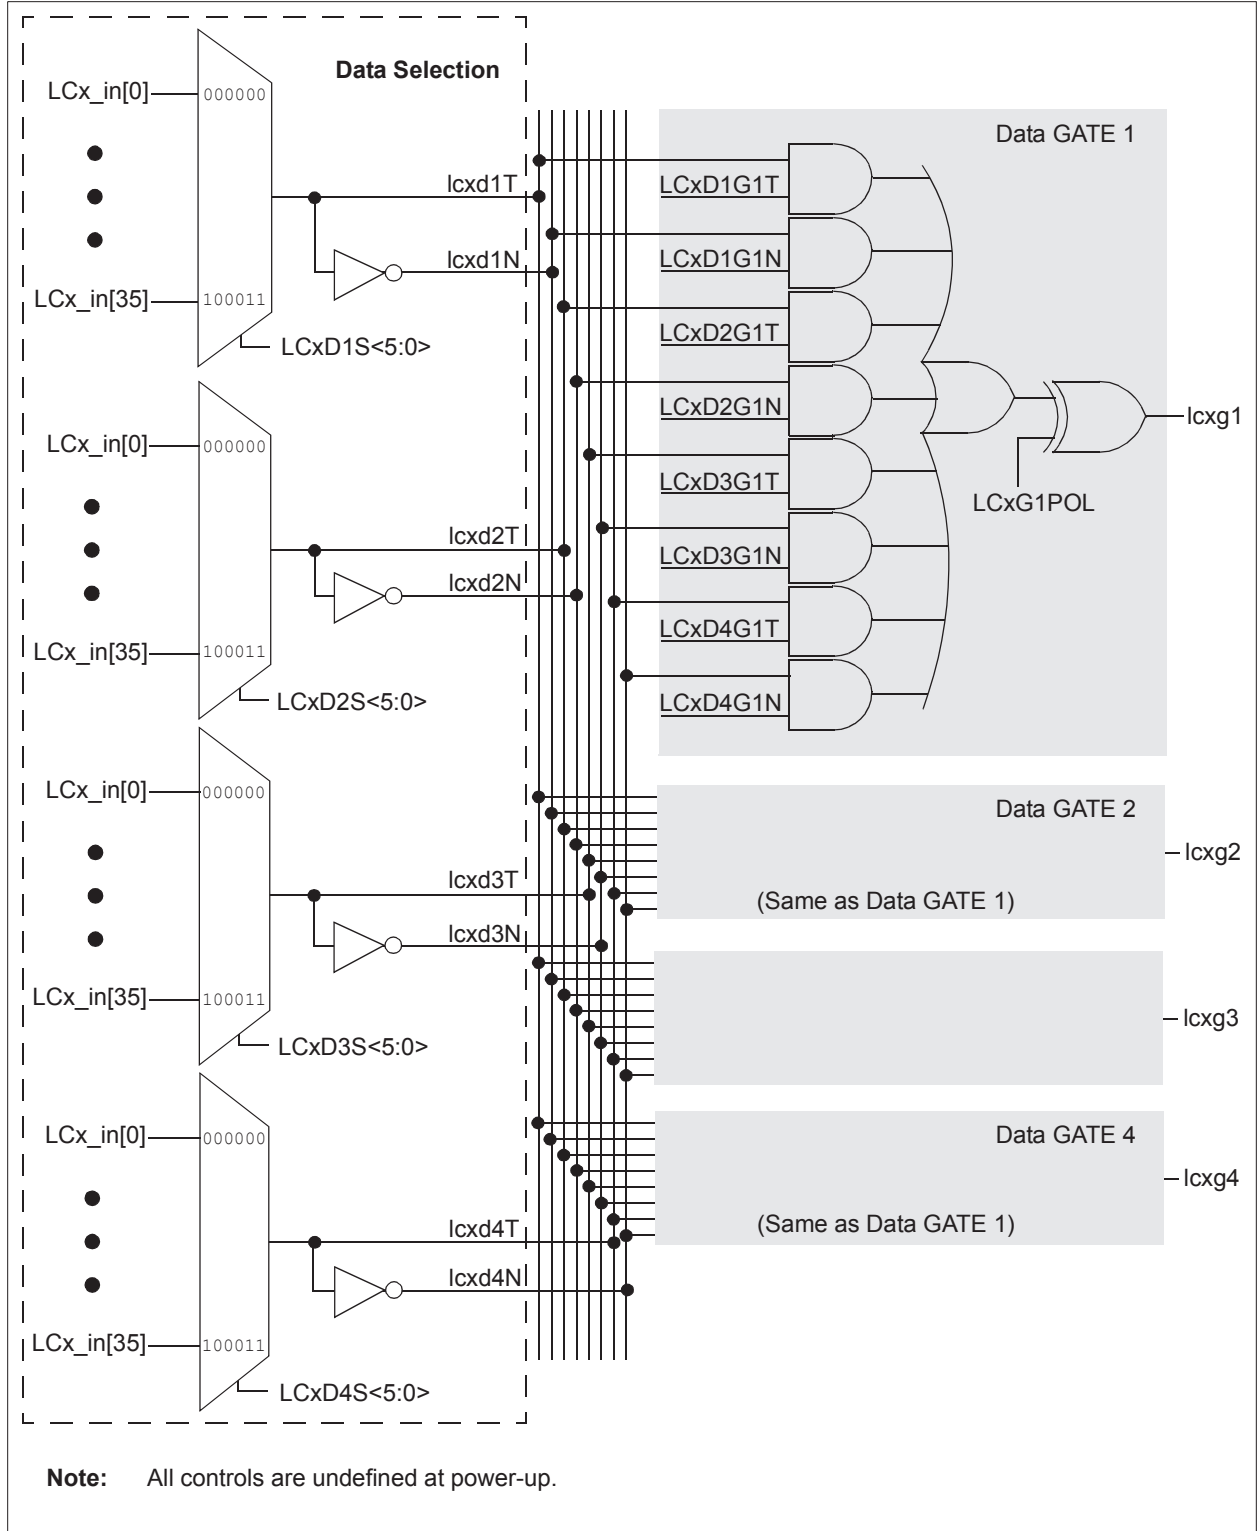 Data Selection
LCx_in[0]
000000
LCx_in[35]
100011
LCxD1S<5:0>
lcxd1T
lcxd1N
LCx_in[0]
000000
LCx_in[35]
100011
LCxD2S<5:0>
lcxd2T
lcxd2N
LCx_in[0]
000000
LCx_in[35]
100011
LCxD3S<5:0>
lcxd3T
lcxd3N
LCx_in[0]
000000
LCx_in[35]
100011
LCxD4S<5:0>
lcxd4T
lcxd4N
Data GATE 1
LCxD1G1T
LCxD1G1N
LCxD2G1T
LCxD2G1N
LCxD3G1T
LCxD3G1N
LCxD4G1T
LCxD4G1N
LCxG1POL
lcxg1
Data GATE 2
(Same as Data GATE 1)
lcxg2
lcxg3
Data GATE 4
(Same as Data GATE 1)
lcxg4
Note: All controls are undefined at power-up.